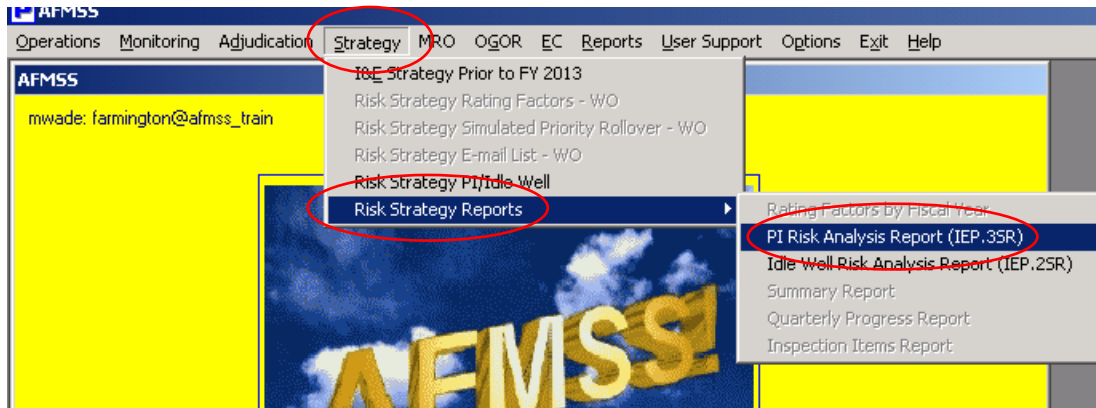 AFMSS
Operations Monitoring Adjudication Strategy MRO OGOR EC Reports User Support Options Exit Help
AFMSS
mwade: farmington@afmss_train
I&E Strategy Prior to FY 2013
Risk Strategy Rating Factors - WO
Risk Strategy Simulated Priority Rollover - WO
Risk Strategy E-mail List - WO
Risk Strategy PI/Idle Well
Risk Strategy Reports
Rating Factors by Fiscal Year
PI Risk Analysis Report (IEP.3SR)
Idle Well Risk Analysis Report (IEP.2SR)
Summary Report
Quarterly Progress Report
Inspection Items Report
AFMSS!